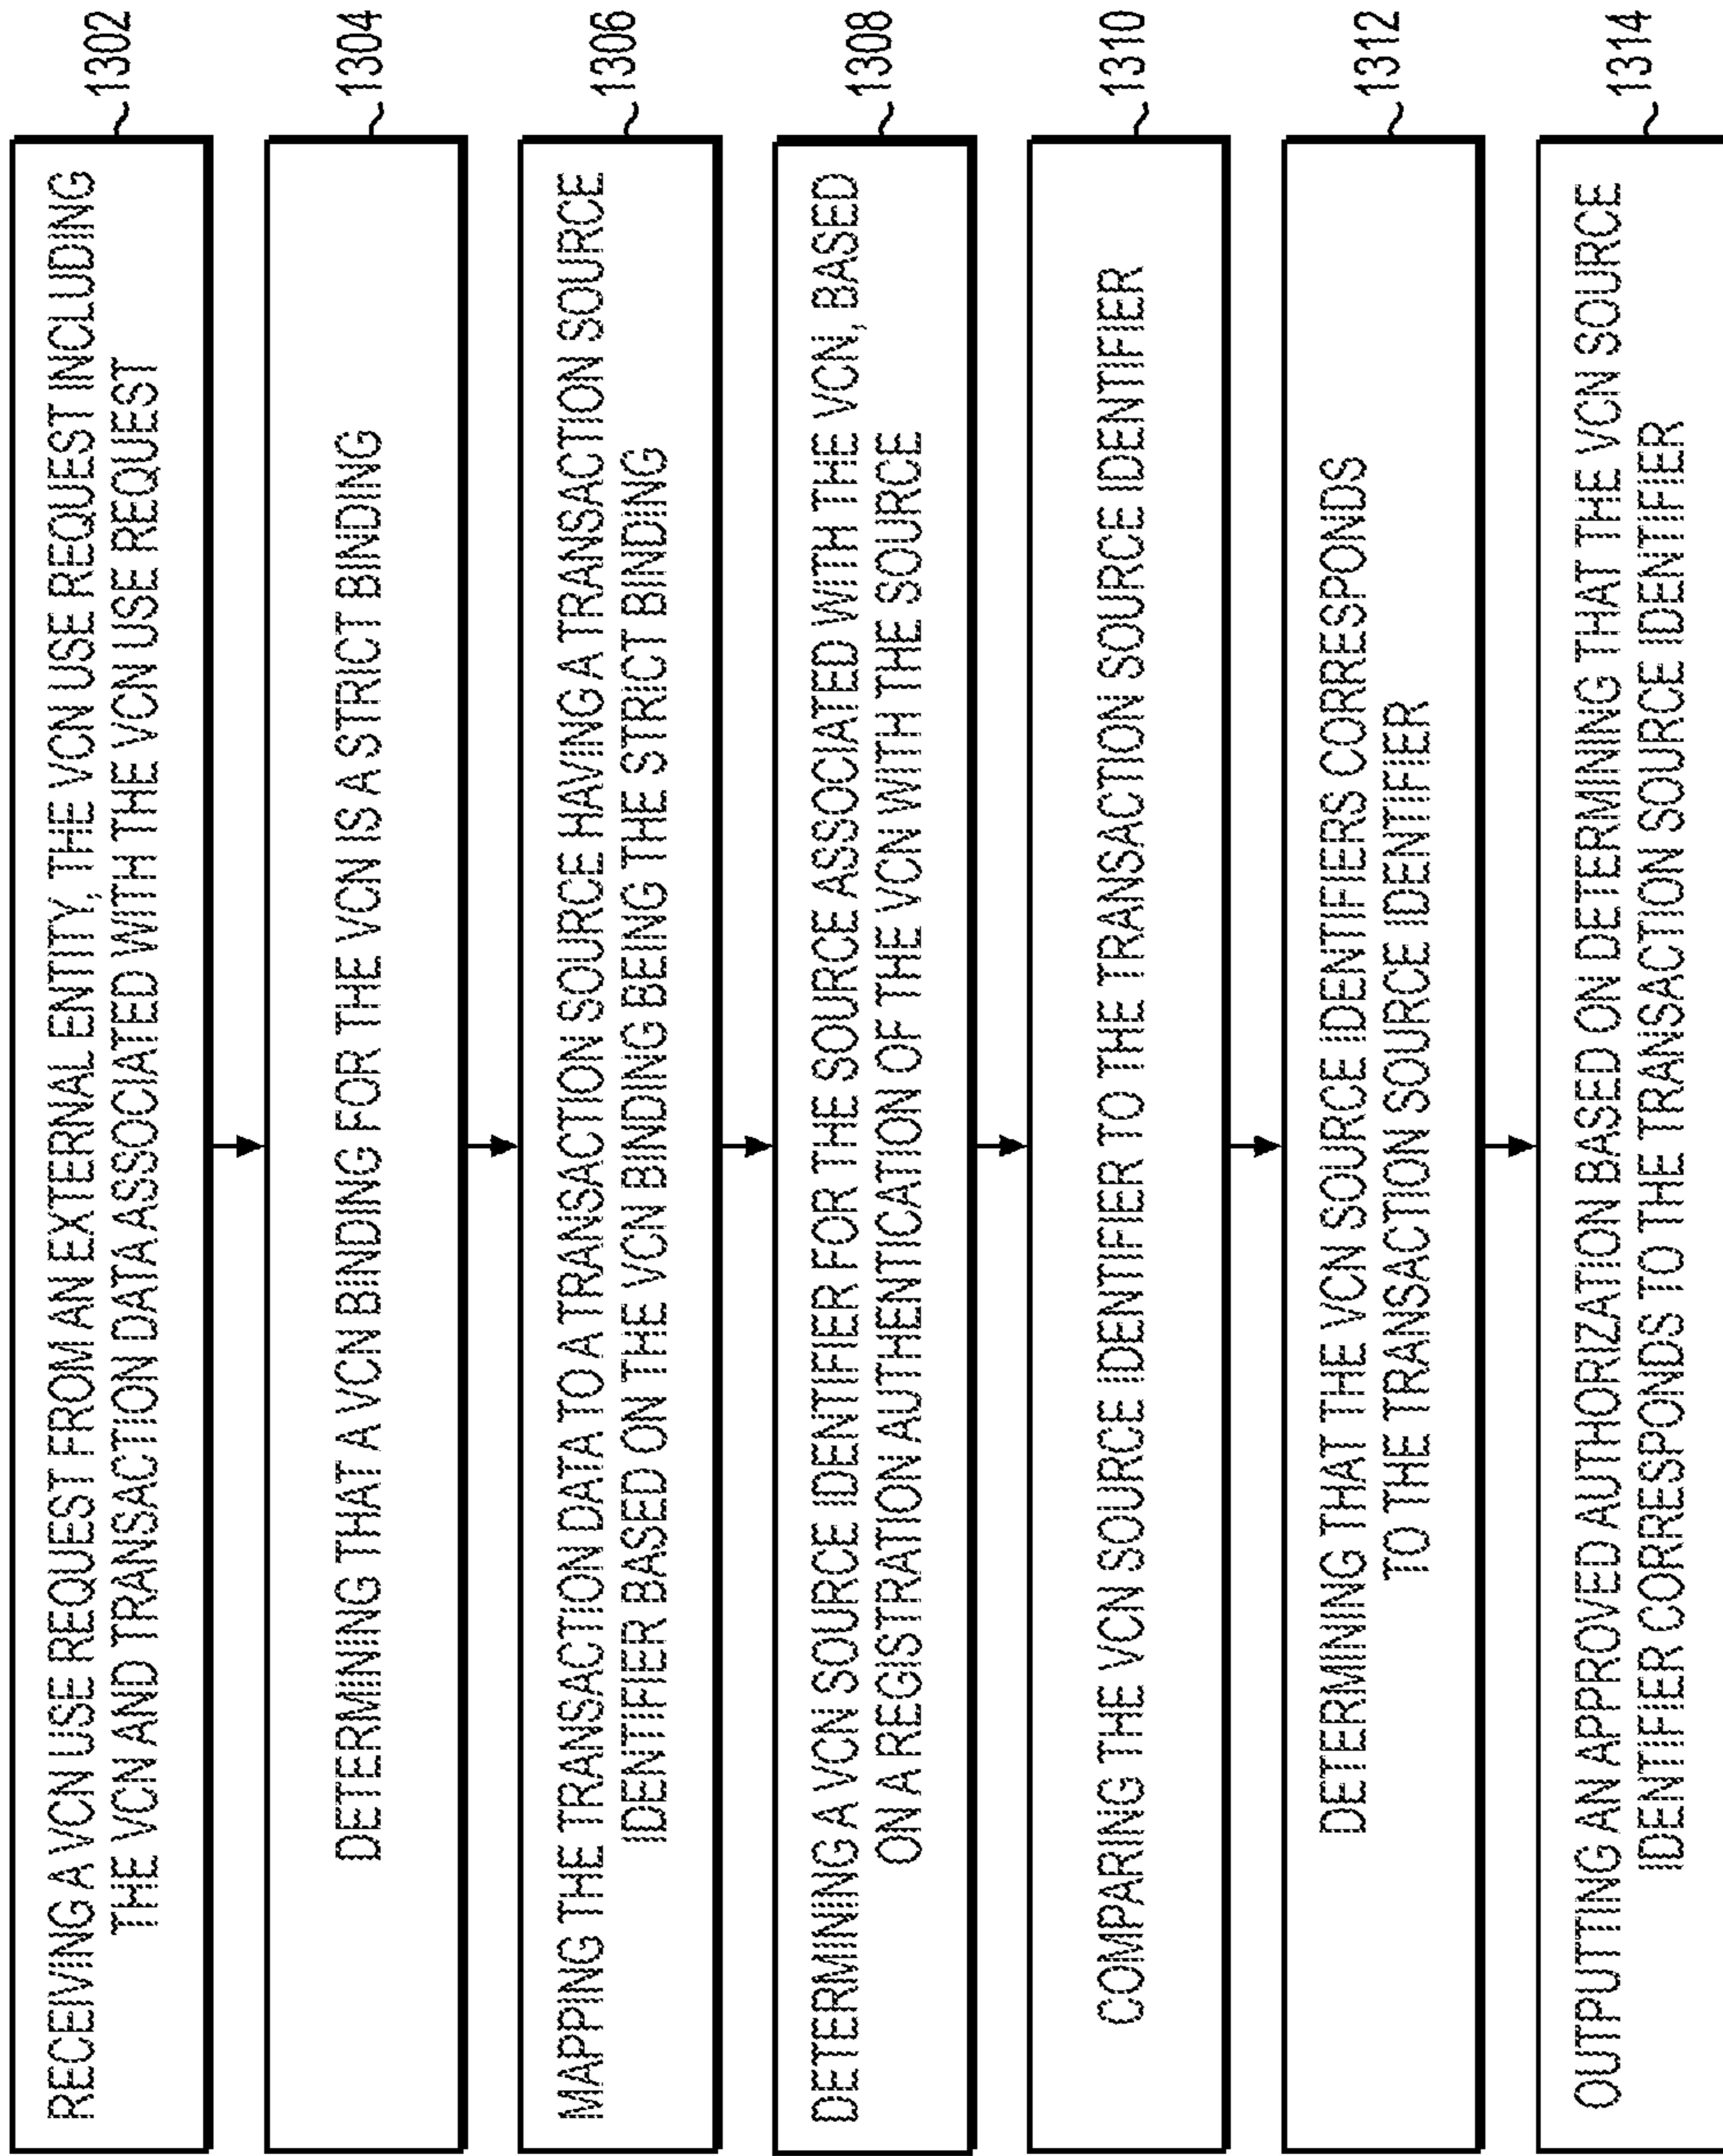 RECEIVING A VCN USE REQUEST FROM AN EXTERNAL ENTITY, THE VCN USE REQUEST INCLUDING
THE VCN AND TRANSACTION DATA ASSOCIATED WITH THE VCN USE REQUEST
1302
DETERMINING THAT A VCN BINDING FOR THE VCN IS A STRICT BINDING
1304
MAPPING THE TRANSACTION DATA TO A TRANSACTION SOURCE HAVING A TRANSACTION SOURCE
IDENTIFIER BASED ON THE VCN BINDING BEING THE STRICT BINDING
1306
DETERMINING A VCN SOURCE IDENTIFIER FOR THE SOURCE ASSOCIATED WITH THE VCN, BASED
ON A REGISTRATION AUTHENTICATION OF THE VCN WITH THE SOURCE
1308
COMPARING THE VCN SOURCE IDENTIFIER TO THE TRANSACTION SOURCE IDENTIFIER
1310
DETERMINING THAT THE VCN SOURCE IDENTIFIERS CORRESPONDS
TO THE TRANSACTION SOURCE IDENTIFIER
1312
OUTPUTTING AN APPROVED AUTHORIZATION BASED ON DETERMINING THAT THE VCN SOURCE
IDENTIFIER CORRESPONDS TO THE TRANSACTION SOURCE IDENTIFIER
1314